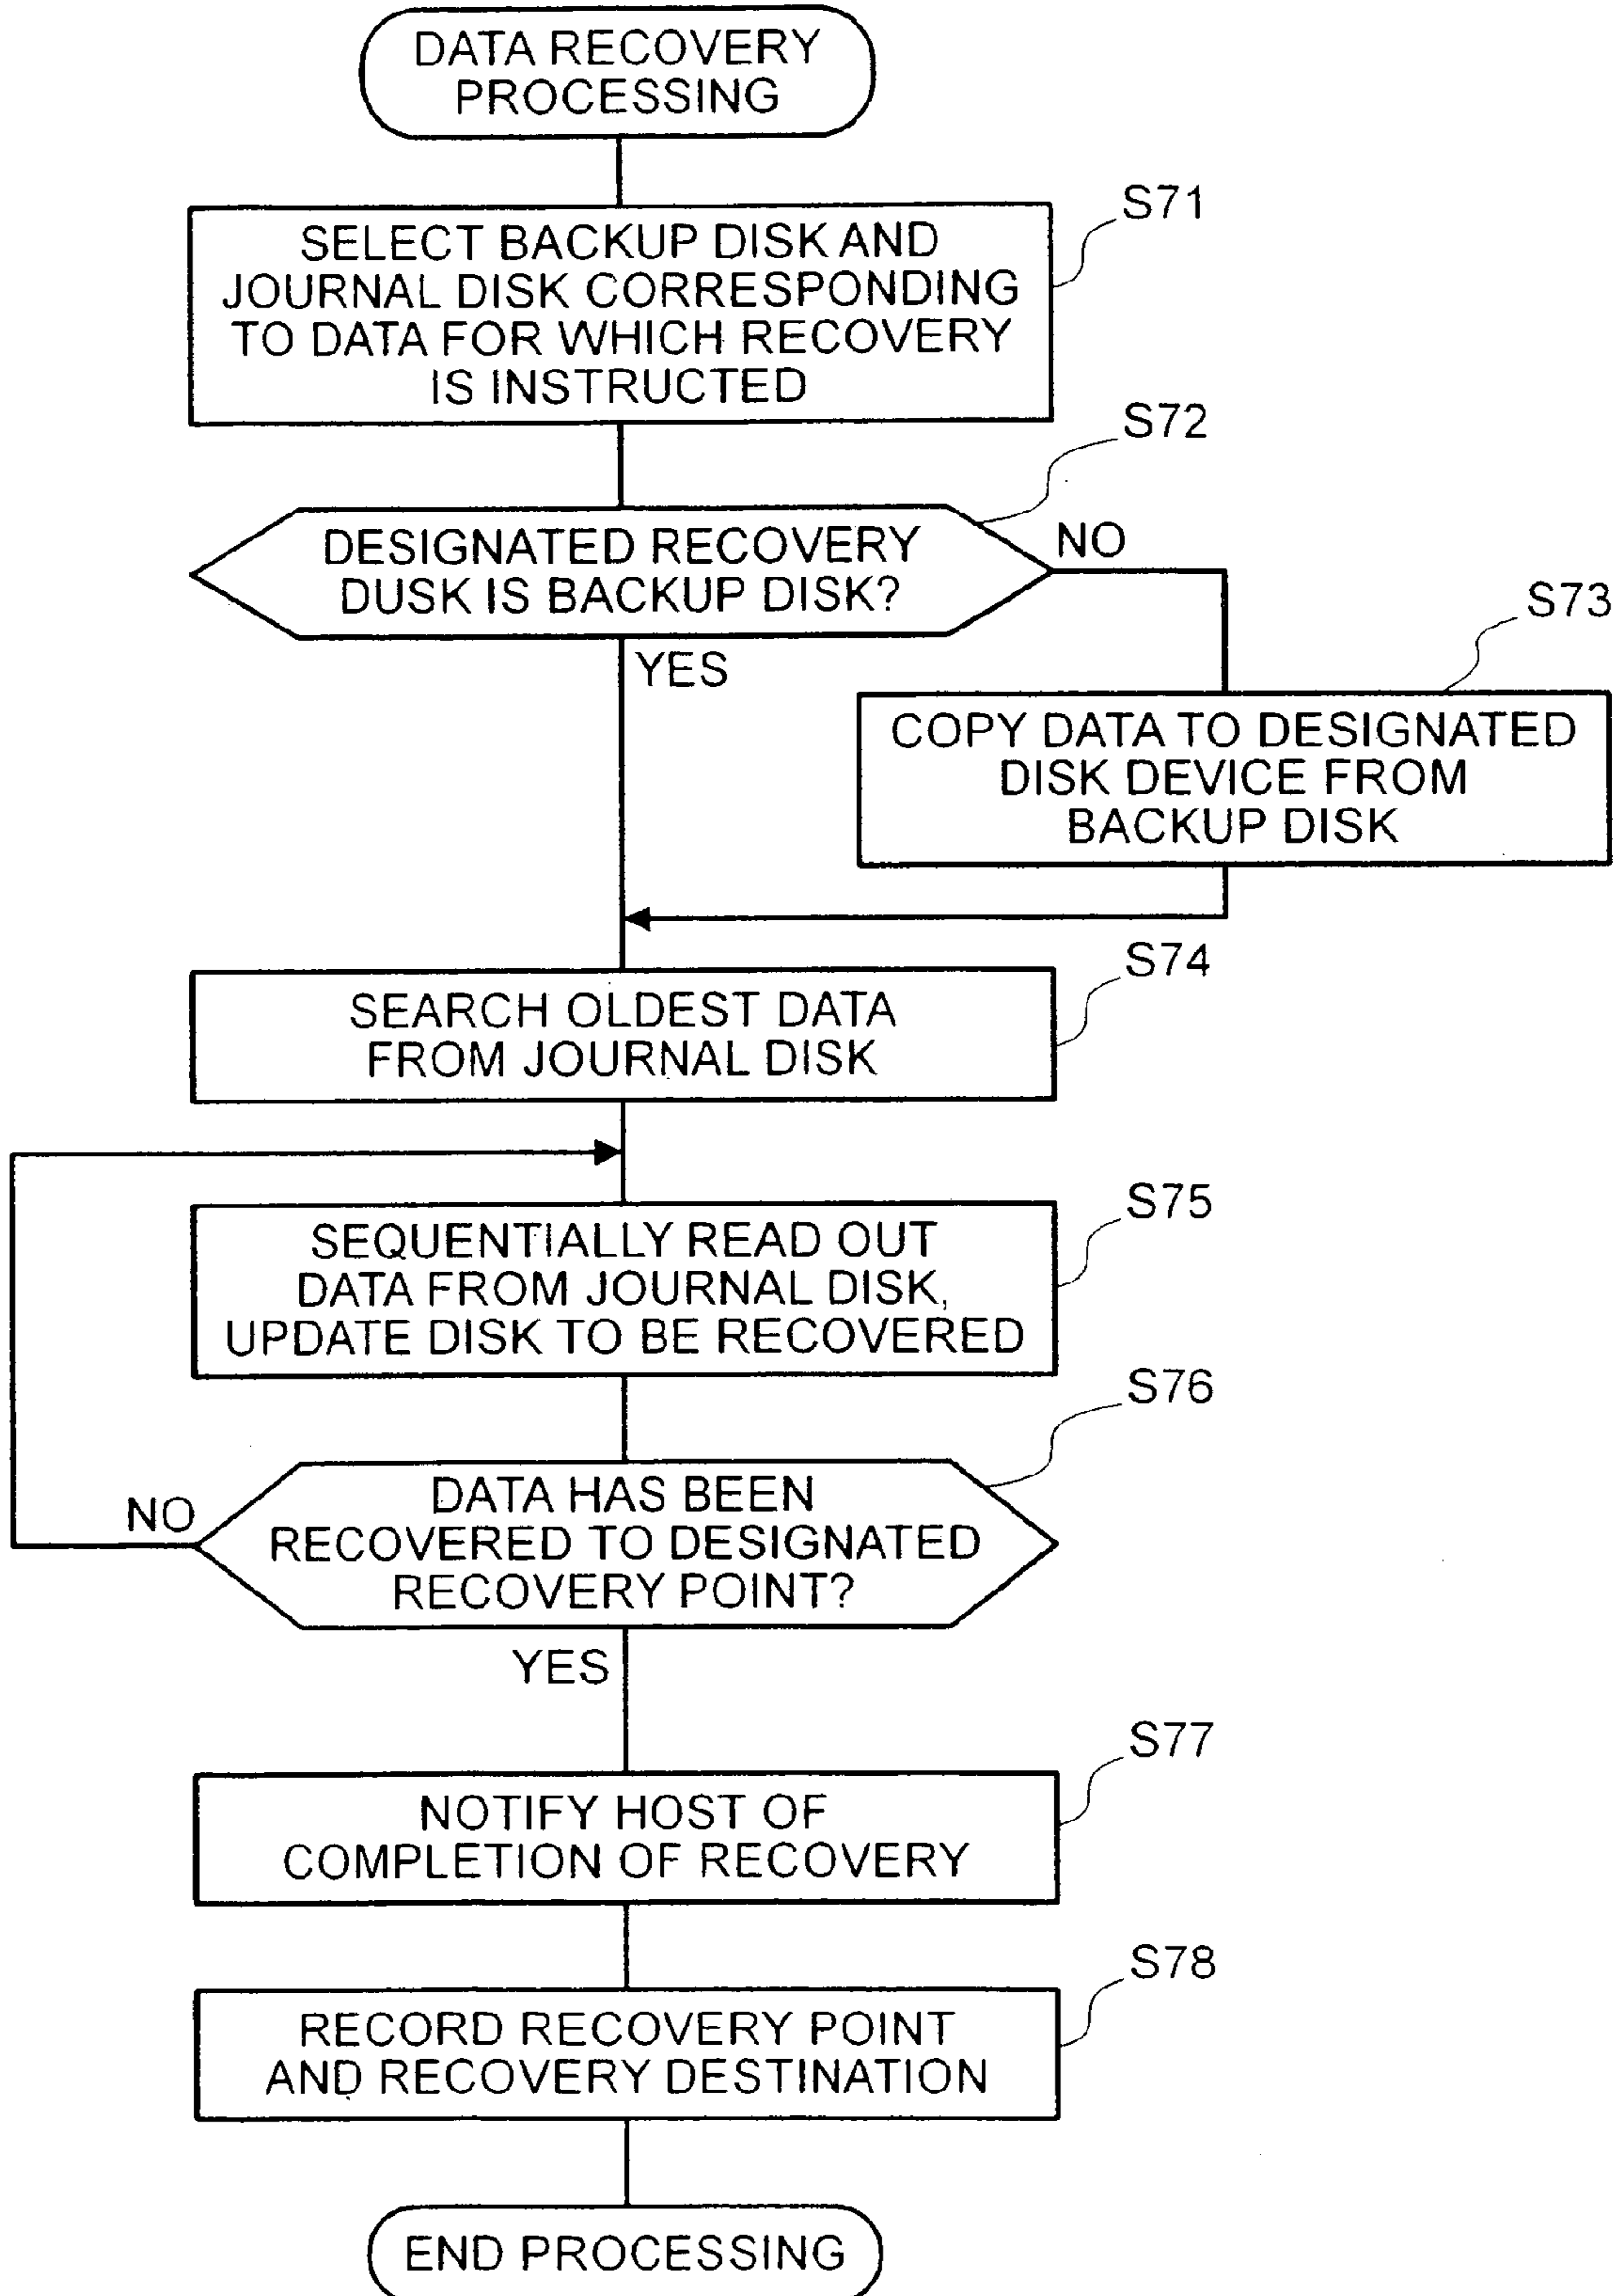 DATA RECOVERY
PROCESSING
S71
SELECT BACKUP DISK AND
JOURNAL DISK CORRESPONDING
TO DATA FOR WHICH RECOVERY
IS INSTRUCTED
S72
DESIGNATED RECOVERY
DUSK IS BACKUP DISK?
NO
YES
S73
COPY DATA TO DESIGNATED
DISK DEVICE FROM
BACKUP DISK
S74
SEARCH OLDEST DATA
FROM JOURNAL DISK
S75
SEQUENTIALLY READ OUT
DATA FROM JOURNAL DISK,
UPDATE DISK TO BE RECOVERED
S76
DATA HAS BEEN
RECOVERED TO DESIGNATED
RECOVERY POINT?
NO
YES
S77
NOTIFY HOST OF
COMPLETION OF RECOVERY
S78
RECORD RECOVERY POINT
AND RECOVERY DESTINATION
END PROCESSING